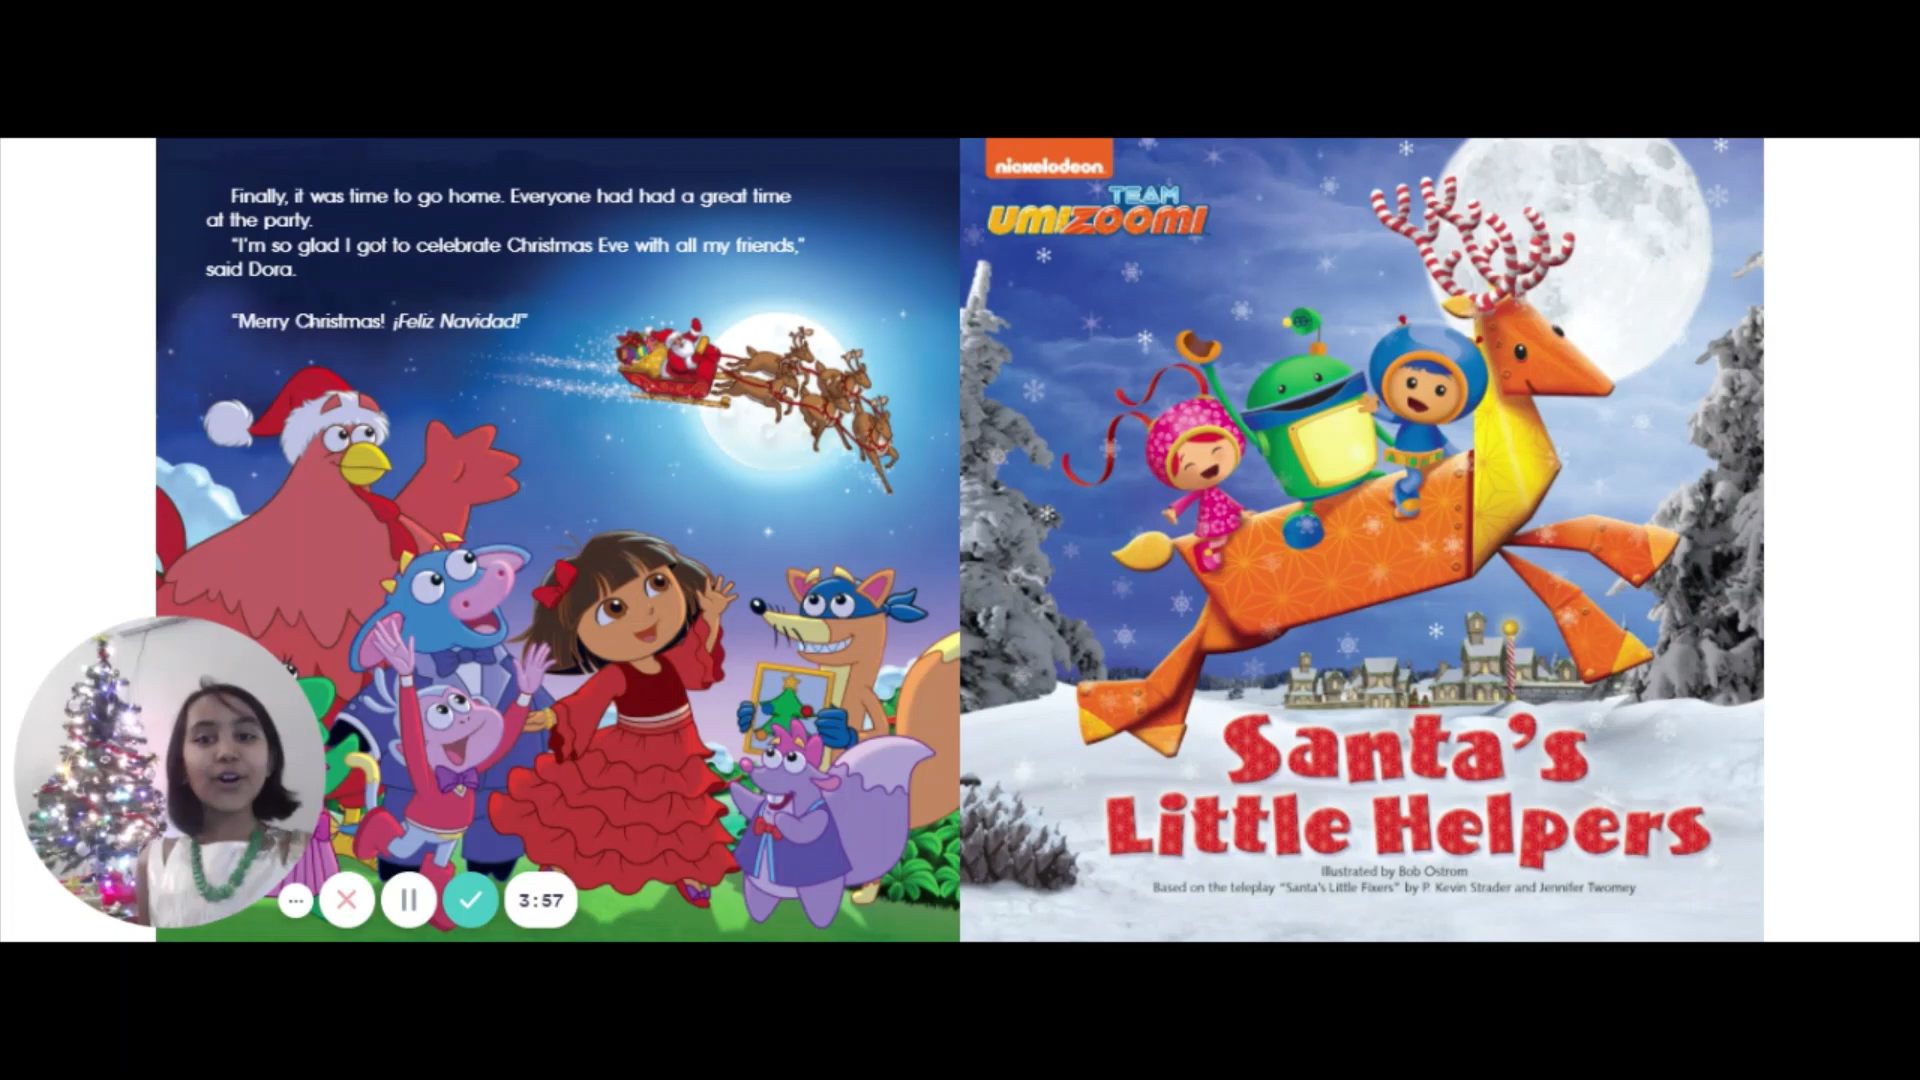 Finally, it was time to go home. Everyone had had a great time
at the party.
"I'm so glad I got to celebrate Christmas Eve with all my friends,"
said Dora.
"Merry Christmas! ¡Feliz Navidad!"
nickelodeon
TEAM
UMIZOOMI
Santa's
Little Helpers
Illustrated by Bob Ostrom
Based on the teleplay "Santa's Little Fixers" by P. Kevin Strader and Jennifer Twomey
3:57